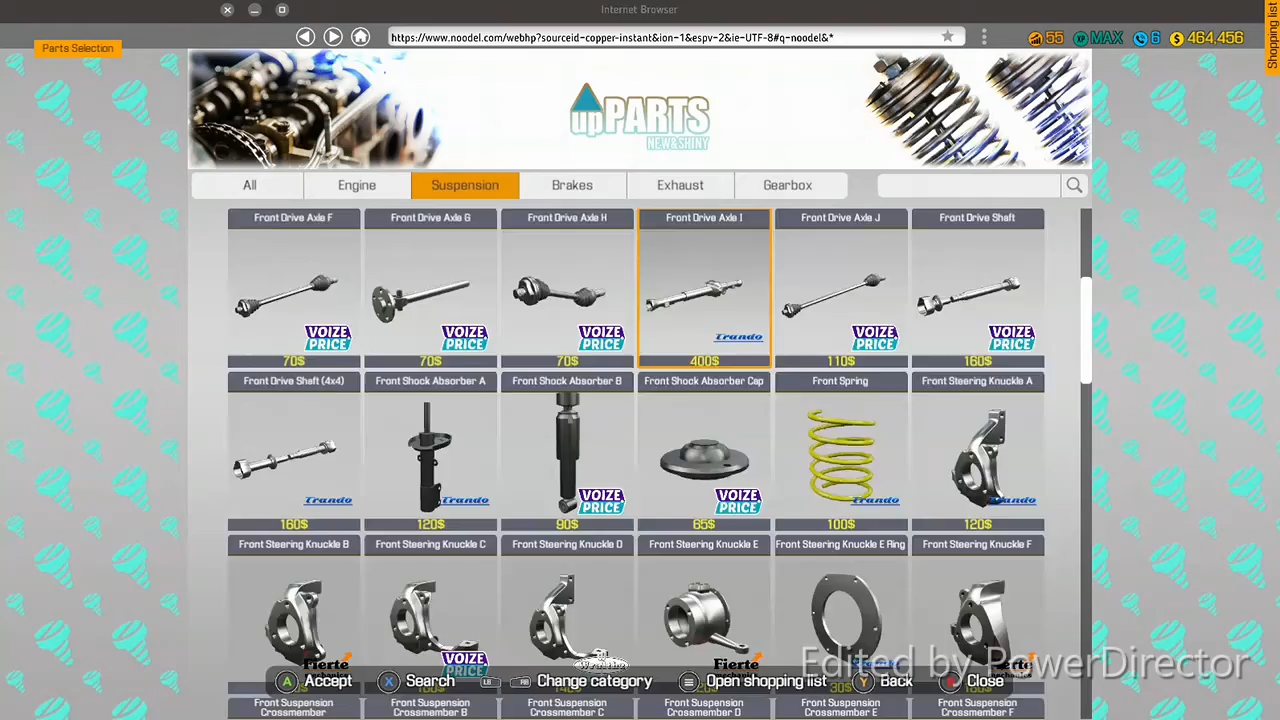 Internet Browser
https://www.noodel.com/webhp?sourceid-copper-instant&ion-1&espv-2&ie-UTF-8#q-noodel&*
55 XP MAX 6 $ 464,456
Shopping list
Parts Selection
upPARTS
NEW&SHINY
All Engine Suspension Brakes Exhaust Gearbox
Front Drive Axle F Front Drive Axle G Front Drive Axle H Front Drive Axle I Front Drive Axle J Front Drive Shaft
VOIZE PRICE VOIZE PRICE VOIZE PRICE Trando VOIZE PRICE VOIZE PRICE
70$ 70$ 70$ 400$ 110$ 160$
Front Drive Shaft (4x4) Front Shock Absorber A Front Shock Absorber B Front Shock Absorber Cap Front Spring Front Steering Knuckle A
Trando Trando VOIZE PRICE VOIZE PRICE Trando Trando
160$ 120$ 90$ 65$ 100$ 120$
Front Steering Knuckle B Front Steering Knuckle C Front Steering Knuckle D Front Steering Knuckle E Front Steering Knuckle E Ring Front Steering Knuckle F
Fierte VOIZE PRICE Fierte
Edited by PowerDirector
A Accept X Search LB RB Change category Open shopping list Y Back Close
Front Suspension Crossmember Front Suspension Crossmember B Front Suspension Crossmember C Front Suspension Crossmember D Front Suspension Crossmember E Front Suspension Crossmember F